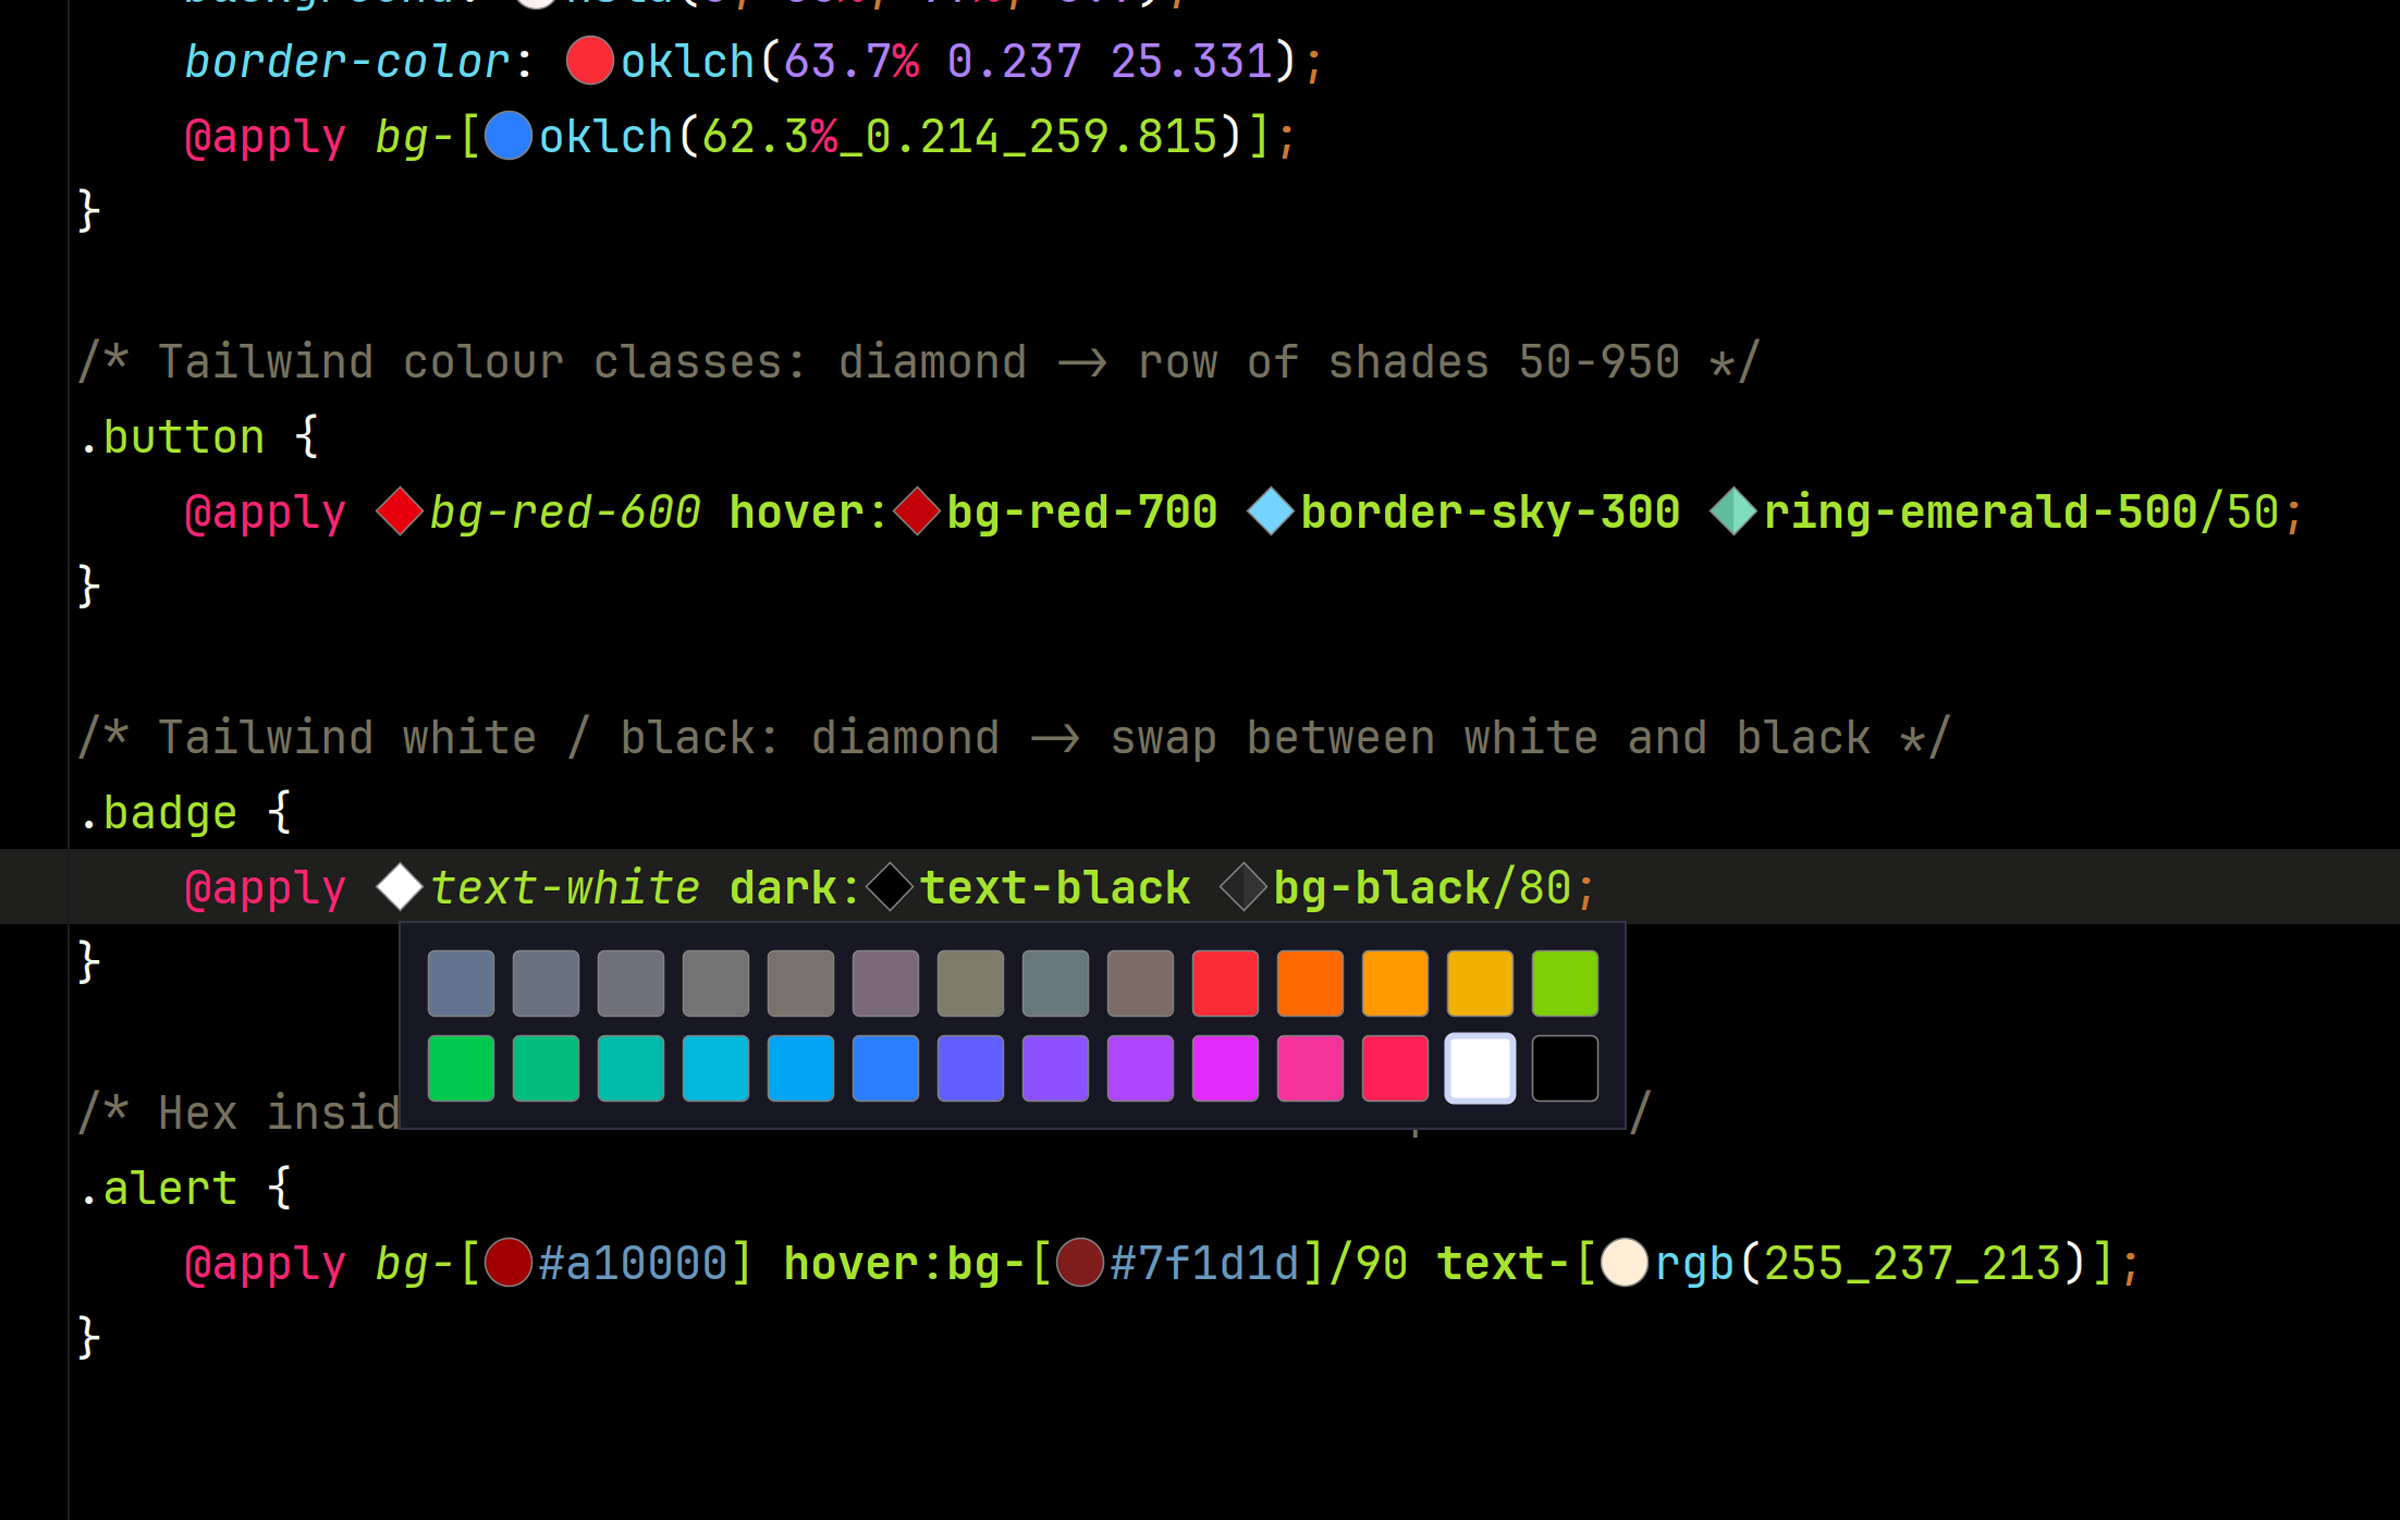 border-color: oklch(63.7% 0.237 25.331);
@apply bg-[oklch(62.3%_0.214_259.815)];
}
/* Tailwind colour classes: diamond -> row of shades 50-950 */
.button {
@apply bg-red-600 hover:bg-red-700 border-sky-300 ring-emerald-500/50;
}
/* Tailwind white / black: diamond -> swap between white and black */
.badge {
@apply text-white dark:text-black bg-black/80;
}
/* Hex /
.alert {
@apply bg-[#a10000] hover:bg-[#7f1d1d]/90 text-[rgb(255_237_213)];
}